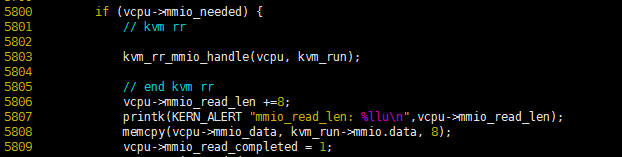 5800 if (vcpu->mmio_needed) {
5801 // kvm rr
5802
5803 kvm_rr_mmio_handle(vcpu, kvm_run);
5804
5805 // end kvm rr
5806 vcpu->mmio_read_len +=8;
5807 printk(KERN_ALERT "mmio_read_len: %llu\n",vcpu->mmio_read_len);
5808 memcpy(vcpu->mmio_data, kvm_run->mmio.data, 8);
5809 vcpu->mmio_read_completed = 1;